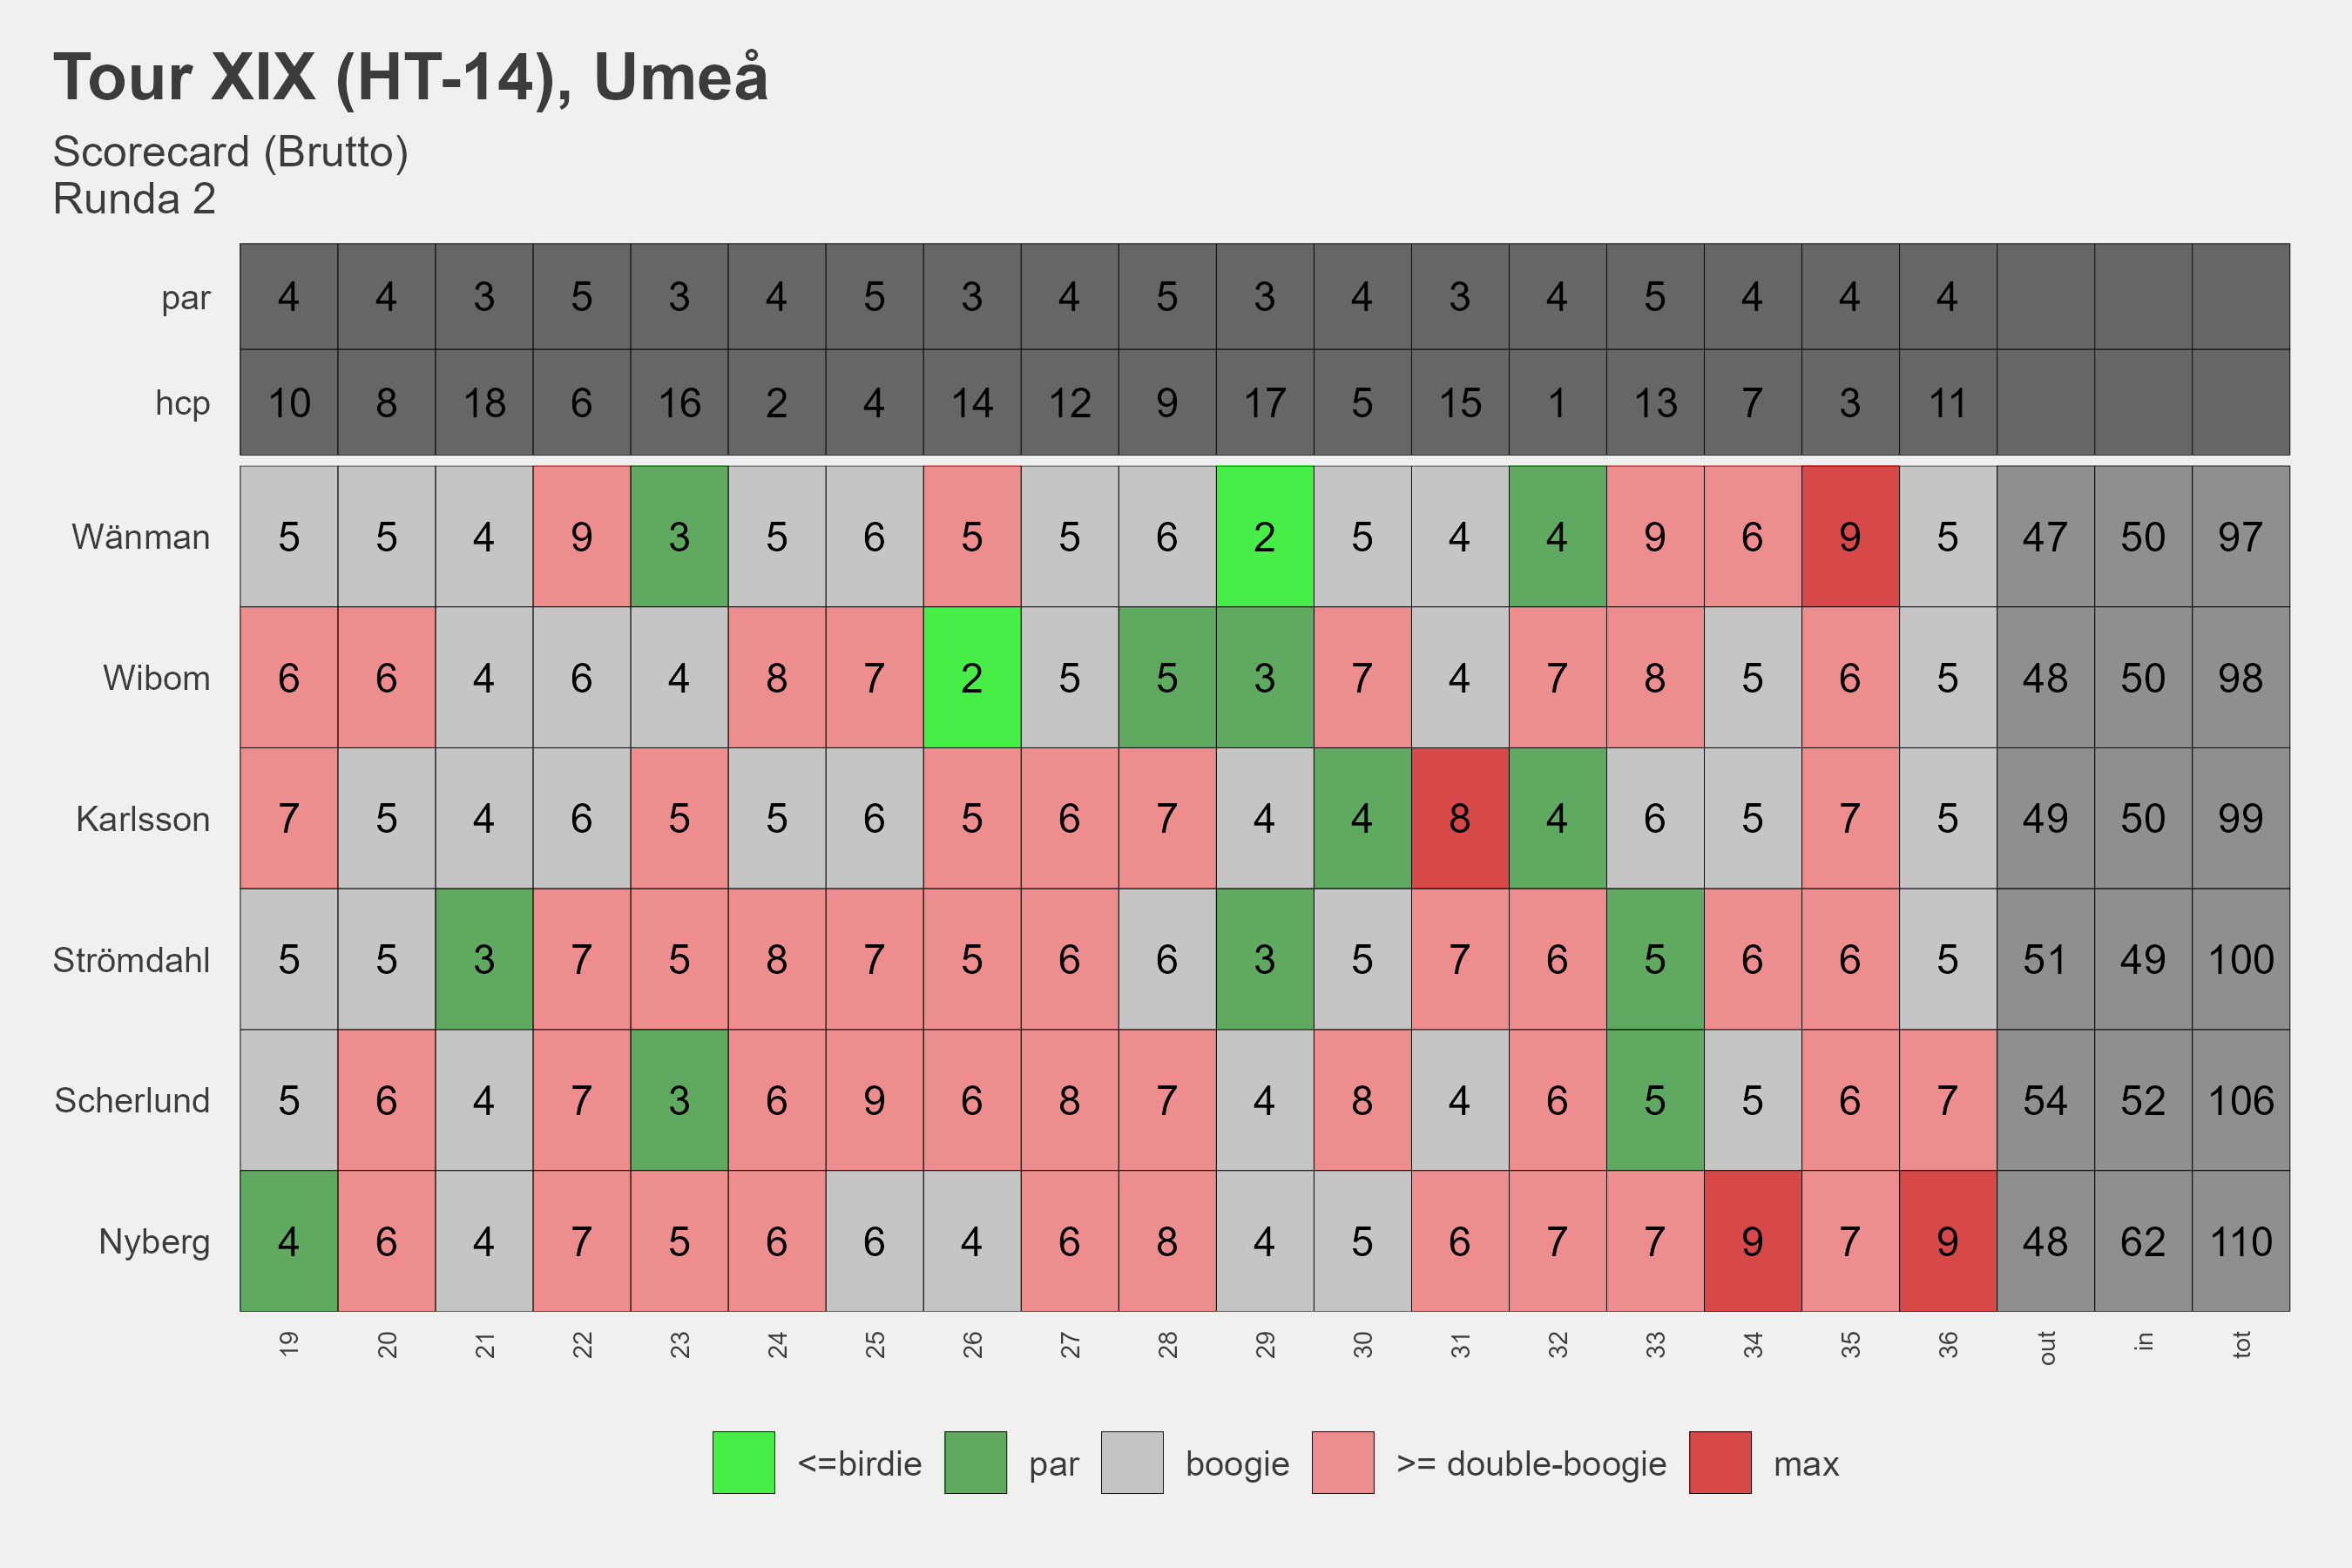 Tour XIX (HT-14), Umeå
Scorecard (Brutto)
Runda 2
par 4 4 3 5 3 4 5 3 4 5 3 4 3 4 5 4 4 4
hcp 10 8 18 6 16 2 4 14 12 9 17 5 15 1 13 7 3 11
Wänman 5 5 4 9 3 5 6 5 5 6 2 5 4 4 9 6 9 5 47 50 97
Wibom 6 6 4 6 4 8 7 2 5 5 3 7 4 7 8 5 6 5 48 50 98
Karlsson 7 5 4 6 5 5 6 5 6 7 4 4 8 4 6 5 7 5 49 50 99
Strömdahl 5 5 3 7 5 8 7 5 6 6 3 5 7 6 5 6 6 5 51 49 100
Scherlund 5 6 4 7 3 6 9 6 8 7 4 8 4 6 5 5 6 7 54 52 106
Nyberg 4 6 4 7 5 6 6 4 6 8 4 5 6 7 7 9 7 9 48 62 110
19 20 21 22 23 24 25 26 27 28 29 30 31 32 33 34 35 36 out in tot
<=birdie par boogie >= double-boogie max